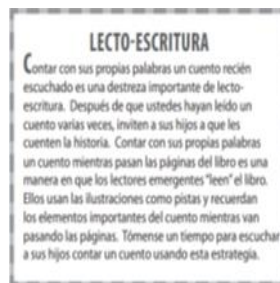 LECTO-ESCRITURA
Contar con sus propias palabras un cuento recién
escuchado es una destreza importante de lecto-
escritura. Después de que ustedes hayan leído un
cuento varias veces, inviten a sus hijos a que les
cuenten la historia. Contar con sus propias palabras
un cuento mientras pasan las páginas del libro es una
manera en que los lectores emergentes "leen" el libro.
Ellos usan las ilustraciones como pistas y recuerdan
los elementos importantes del cuento mientras van
pasando las páginas. Tómense un tiempo para escuchar
a sus hijos contar un cuento usando esta estrategia.